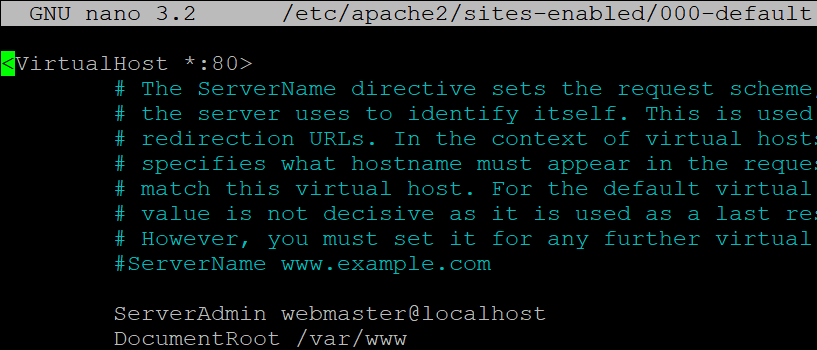 GNU nano 3.2 /etc/apache2/sites-enabled/000-default
<VirtualHost *:80>
# The ServerName directive sets the request scheme,
# the server uses to identify itself. This is used
# redirection URLs. In the context of virtual hosts
# specifies what hostname must appear in the
# match this virtual host. For the default virtual
# value is not decisive as it is used as a last
# However, you must set it for any further virtual
#ServerName www.example.com
ServerAdmin webmaster@localhost
DocumentRoot /var/www